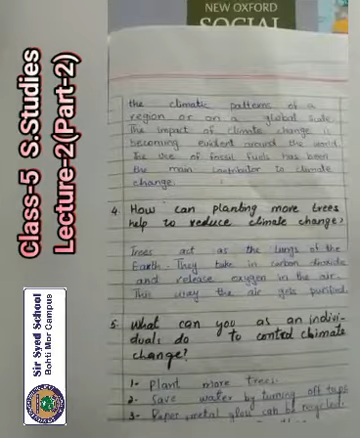 NEW OXFORD
SOCIAL
Class-5 S.Studies
Lecture-2(Part-2)
Sir Syed School
Bohti Mor Campus
the climatic patterns of a
region or on a global scale
The impact of climate change is
becoming evident around the world.
The use of fossil fuels has been
the main contributor to climate
change.
4. How can planting more trees
help to reduce climate change?
Trees act as the lungs of the
Earth. They take in carbon dioxide
and release oxygen in the air.
This way the air gets purified.
5. What can you as an indivi-
duals do to control climate
change?
1- Plant more trees.
2- Save water by turning off taps
3- Paper, metal, glass can be recycled.